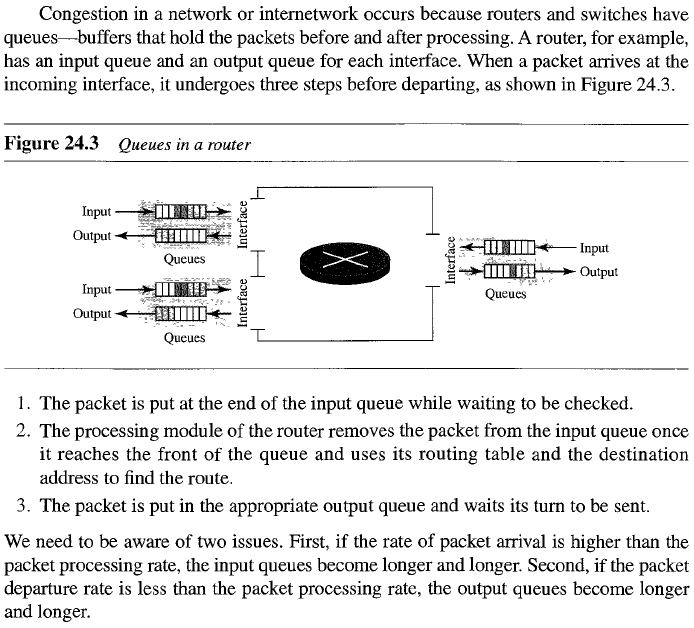 Congestion in a network or internetwork occurs because routers and switches have
queues—buffers that hold the packets before and after processing. A router, for example,
has an input queue and an output queue for each interface. When a packet arrives at the
incoming interface, it undergoes three steps before departing, as shown in Figure 24.3.
Figure 24.3 Queues in a router
Input
Output
Queues
Interface
Input
Output
Queues
Interface
Interface
Input
Output
Queues
1. The packet is put at the end of the input queue while waiting to be checked.
2. The processing module of the router removes the packet from the input queue once
it reaches the front of the queue and uses its routing table and the destination
address to find the route.
3. The packet is put in the appropriate output queue and waits its turn to be sent.
We need to be aware of two issues. First, if the rate of packet arrival is higher than the
packet processing rate, the input queues become longer and longer. Second, if the packet
departure rate is less than the packet processing rate, the output queues become longer
and longer.